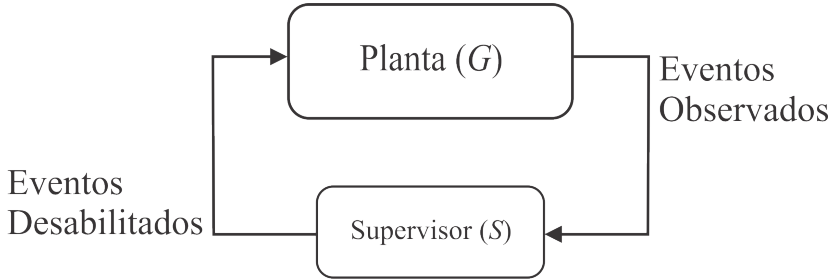 Planta (G)
Eventos
Observados
Eventos
Desabilitados
Supervisor (S)